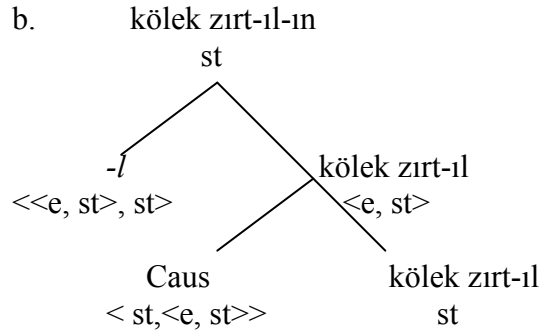 b. kölek zırt-ıl-ın
st
-l kölek zırt-ıl
<<e, st>, st> <e, st>
Caus kölek zırt-ıl
< st,<e, st>> st